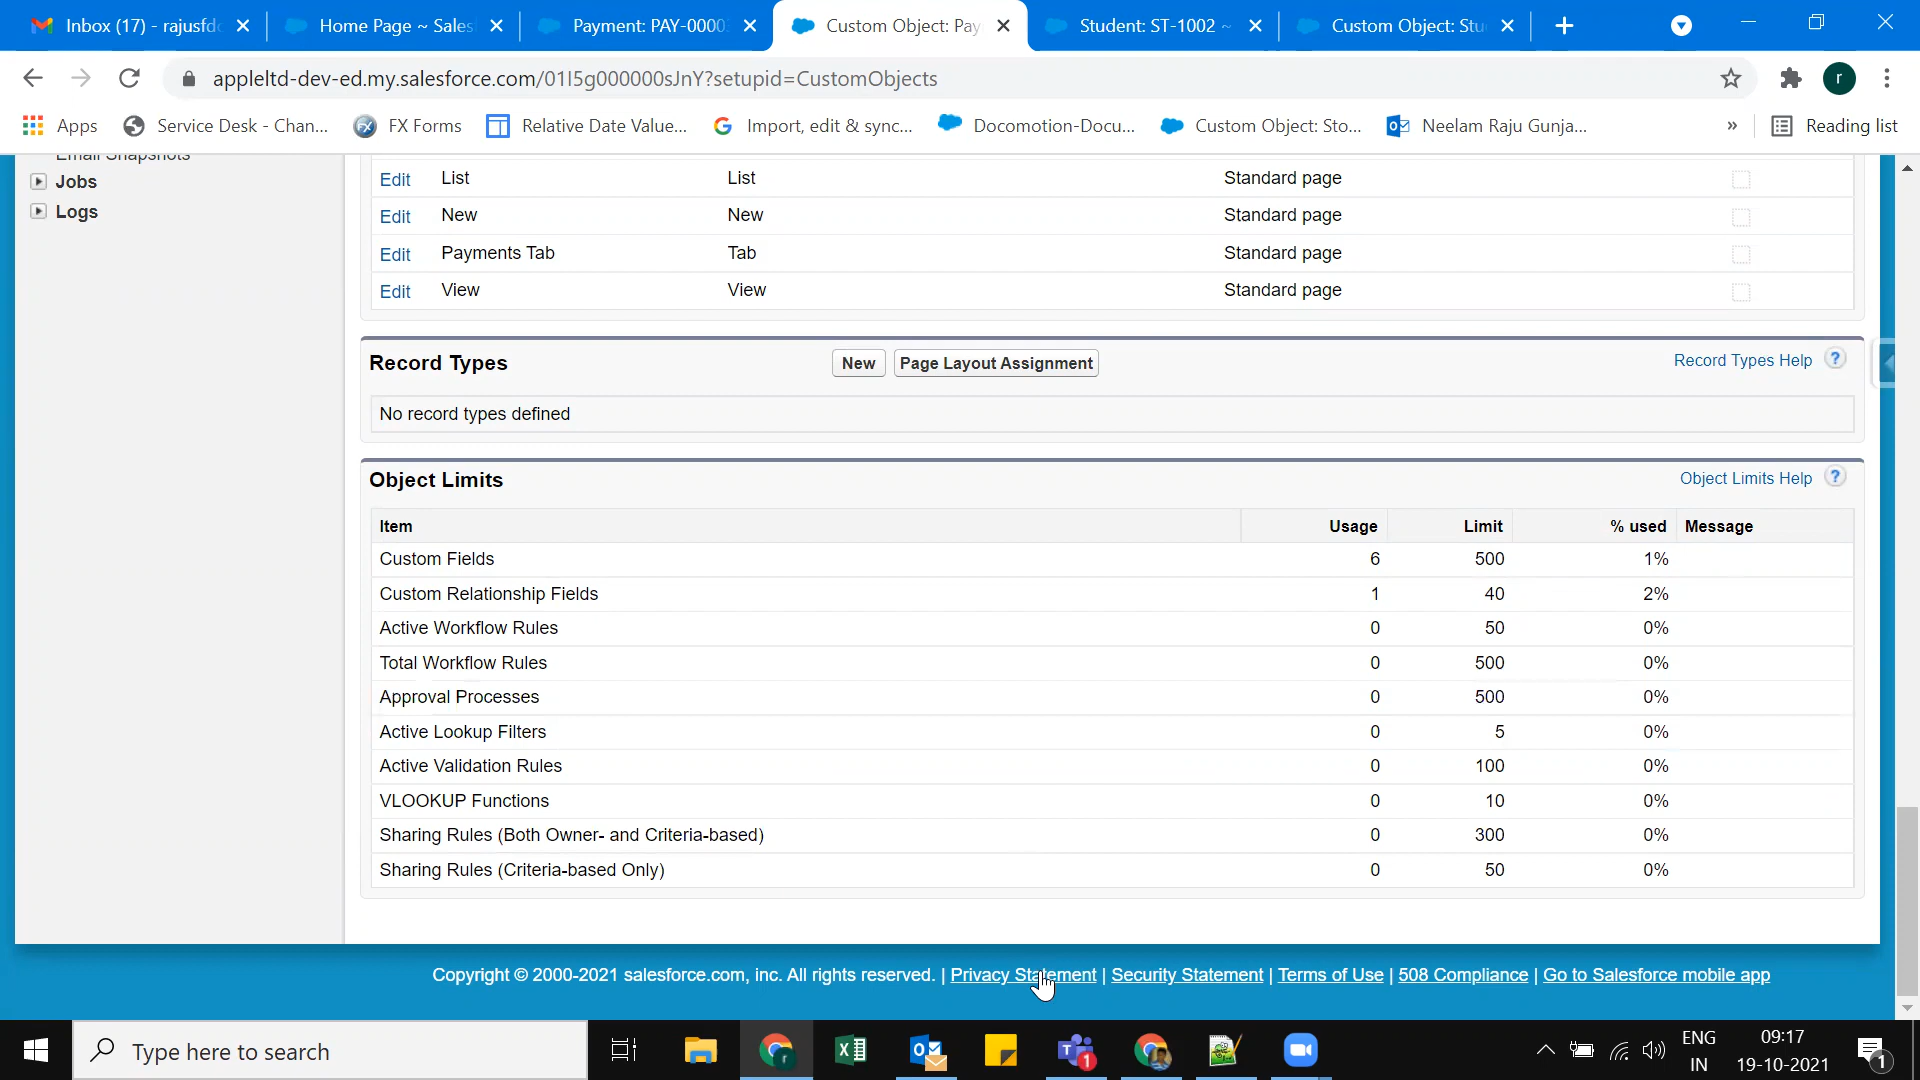 Inbox (17) - rajusfd
Home Page ~ Sales
Payment: PAY-0000
Custom Object: Pay
Student: ST-1002 ~
Custom Object: Stu
appleltd-dev-ed.my.salesforce.com/01I5g000000sJnY?setupid=CustomObjects
r
Apps
Service Desk - Chan...
FX Forms
Relative Date Value...
Import, edit & sync...
Docomotion-Docu...
Custom Object: Sto...
Neelam Raju Gunja...
»
Reading list
Email Snapshots
Jobs
Logs
Edit List List Standard page
Edit New New Standard page
Edit Payments Tab Tab Standard page
Edit View View Standard page
Record Types New Page Layout Assignment Record Types Help ?
No record types defined
Object Limits Object Limits Help ?
Item Usage Limit % used Message
Custom Fields 6 500 1%
Custom Relationship Fields 1 40 2%
Active Workflow Rules 0 50 0%
Total Workflow Rules 0 500 0%
Approval Processes 0 500 0%
Active Lookup Filters 0 5 0%
Active Validation Rules 0 100 0%
VLOOKUP Functions 0 10 0%
Sharing Rules (Both Owner- and Criteria-based) 0 300 0%
Sharing Rules (Criteria-based Only) 0 50 0%
Copyright © 2000-2021 salesforce.com, inc. All rights reserved. | Privacy Statement | Security Statement | Terms of Use | 508 Compliance | Go to Salesforce mobile app
Type here to search
ENG
IN
09:17
19-10-2021
1